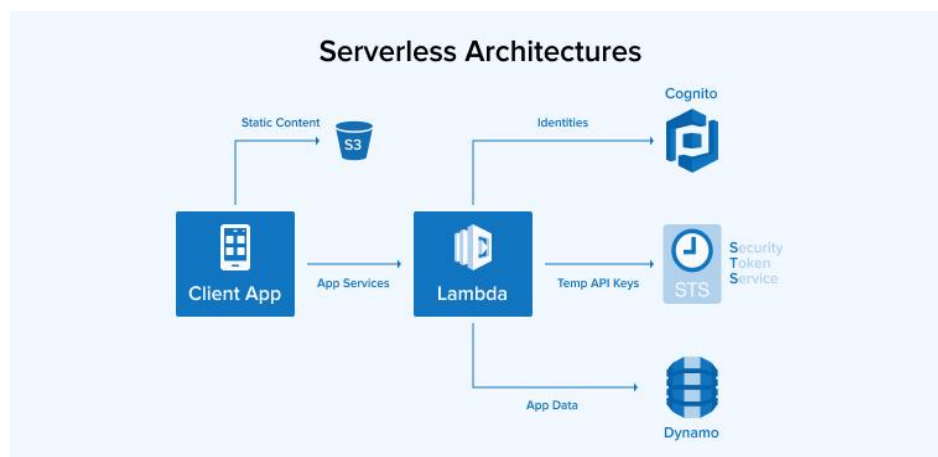 Serverless Architectures
Cognito
Static Content
Identities
S3
Client App
App Services
Lambda
Temp API Keys
STS
Security
Token
Service
App Data
Dynamo